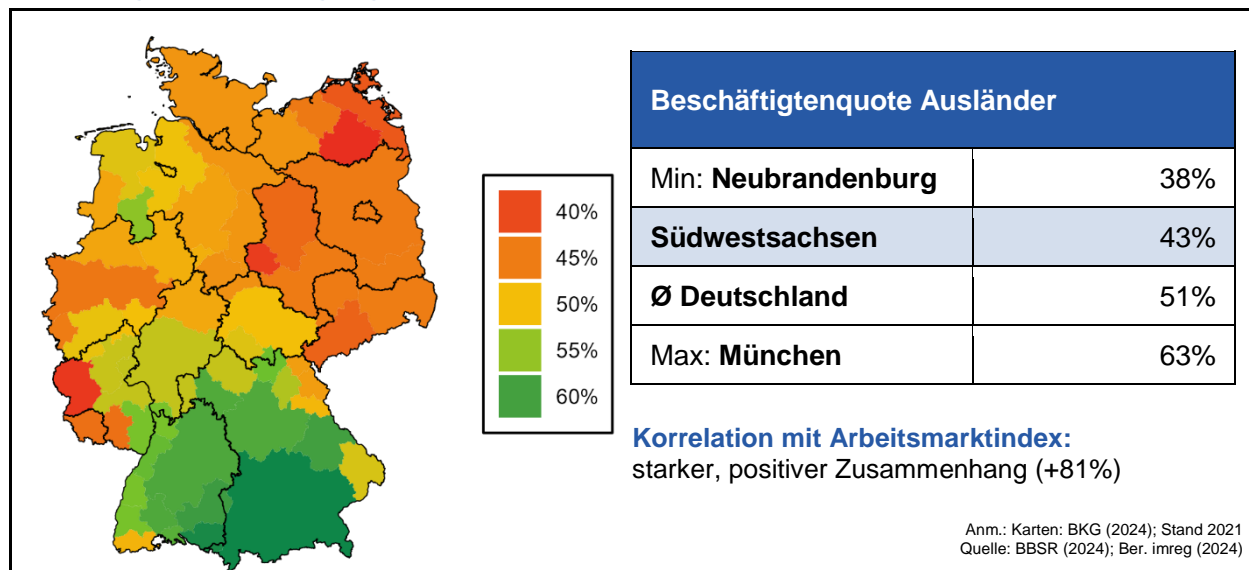 40%
45%
50%
55%
60%
Beschäftigtenquote Ausländer
Min: Neubrandenburg 38%
Südwestsachsen 43%
Ø Deutschland 51%
Max: München 63%
Korrelation mit Arbeitsmarktindex:
starker, positiver Zusammenhang (+81%)
Anm.: Karten: BKG (2024); Stand 2021
Quelle: BBSR (2024); Ber. imreg (2024)